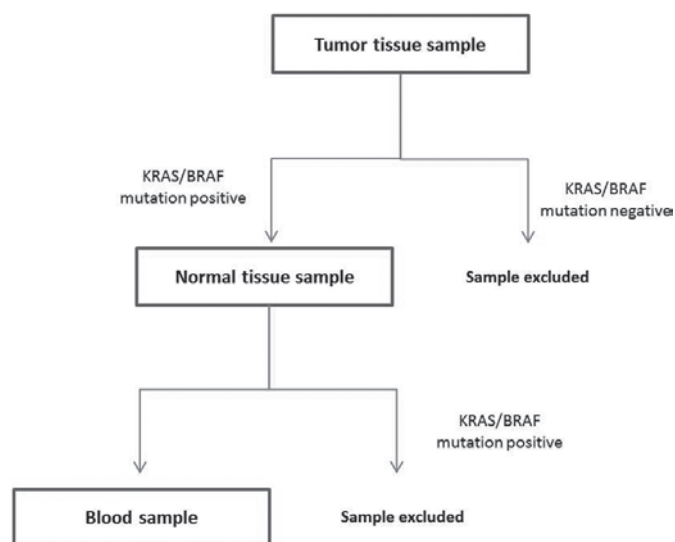 Tumor tissue sample
KRAS/BRAF
mutation positive
KRAS/BRAF
mutation negative
Normal tissue sample
Sample excluded
KRAS/BRAF
mutation positive
Blood sample
Sample excluded